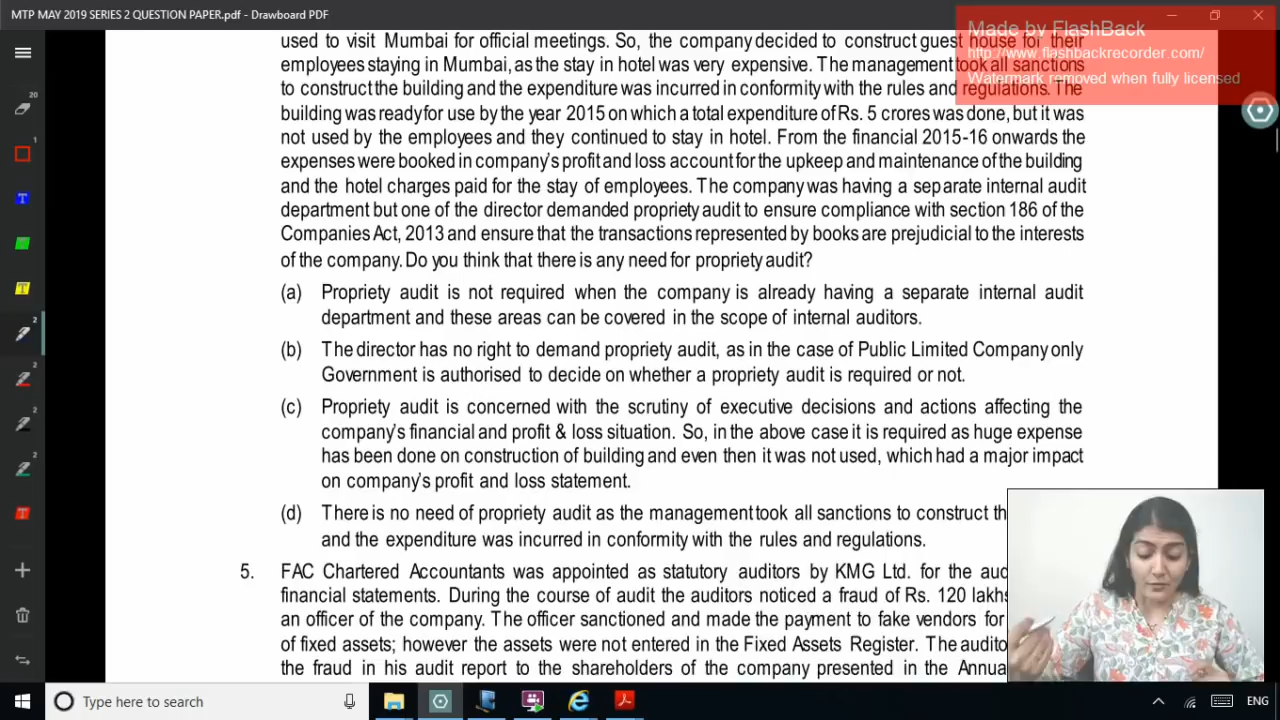 MTP MAY 2019 SERIES 2 QUESTION PAPER.pdf - Drawboard PDF
Made by FlashBack
http://www.flashbackrecorder.com/
Watermark removed when fully licensed
used to visit Mumbai for official meetings. So, the company decided to construct guest house for their
employees staying in Mumbai, as the stay in hotel was very expensive. The management took all sanctions
to construct the building and the expenditure was incurred in conformity with the rules and regulations. The
building was ready for use by the year 2015 on which a total expenditure of Rs. 5 crores was done, but it was
not used by the employees and they continued to stay in hotel. From the financial 2015-16 onwards the
expenses were booked in company's profit and loss account for the upkeep and maintenance of the building
and the hotel charges paid for the stay of employees. The company was having a separate internal audit
department but one of the director demanded propriety audit to ensure compliance with section 186 of the
Companies Act, 2013 and ensure that the transactions represented by books are prejudicial to the interests
of the company. Do you think that there is any need for propriety audit?
(a) Propriety audit is not required when the company is already having a separate internal audit
department and these areas can be covered in the scope of internal auditors.
(b) The director has no right to demand propriety audit, as in the case of Public Limited Company only
Government is authorised to decide on whether a propriety audit is required or not.
(c) Propriety audit is concerned with the scrutiny of executive decisions and actions affecting the
company's financial and profit & loss situation. So, in the above case it is required as huge expense
has been done on construction of building and even then it was not used, which had a major impact
on company's profit and loss statement.
(d) There is no need of propriety audit as the management took all sanctions to construct th
and the expenditure was incurred in conformity with the rules and regulations.
5. FAC Chartered Accountants was appointed as statutory auditors by KMG Ltd. for the aud
financial statements. During the course of audit the auditors noticed a fraud of Rs. 120 lakhs
an officer of the company. The officer sanctioned and made the payment to fake vendors for
of fixed assets; however the assets were not entered in the Fixed Assets Register. The audito
the fraud in his audit report to the shareholders of the company presented in the Annua
20
1
2
2
2
2
Type here to search
ENG